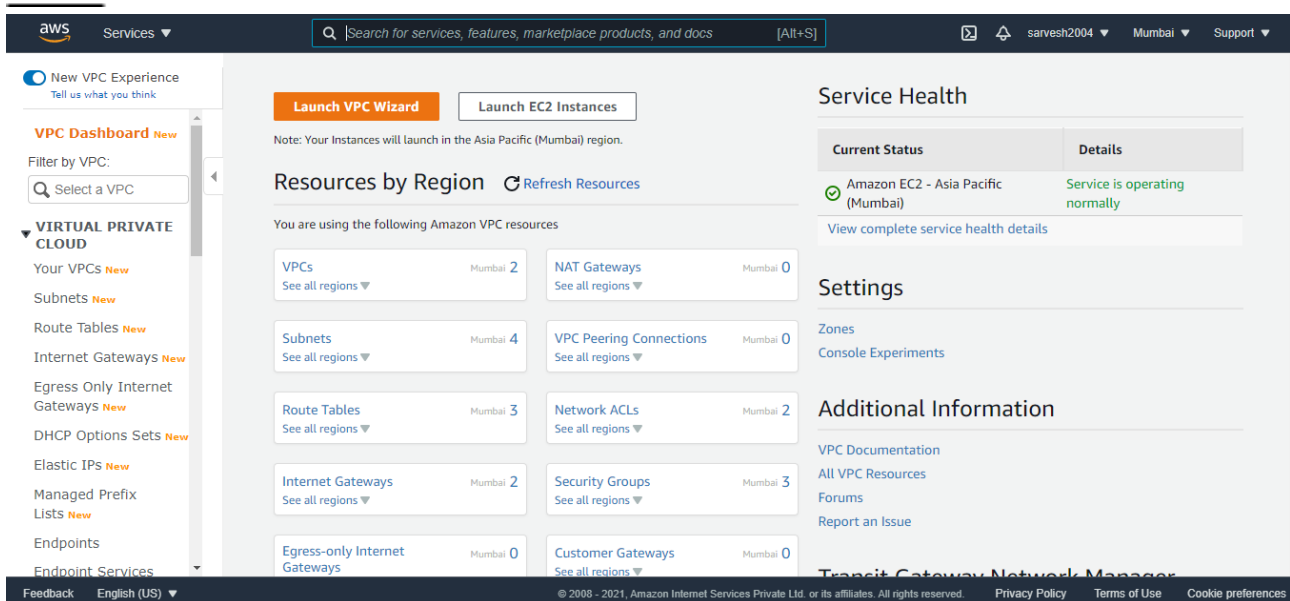 aws
Services ▼
Search for services, features, marketplace products, and docs [Alt+S]
sarvesh2004 ▼
Mumbai ▼
Support ▼
New VPC Experience
Tell us what you think
VPC Dashboard New
Filter by VPC:
Select a VPC
VIRTUAL PRIVATE
CLOUD
Your VPCs New
Subnets New
Route Tables New
Internet Gateways New
Egress Only Internet
Gateways New
DHCP Options Sets New
Elastic IPs New
Managed Prefix
Lists New
Endpoints
Endpoint Services
Launch VPC Wizard
Launch EC2 Instances
Note: Your Instances will launch in the Asia Pacific (Mumbai) region.
Resources by Region
Refresh Resources
You are using the following Amazon VPC resources
VPCs Mumbai 2
See all regions ▼
NAT Gateways Mumbai 0
See all regions ▼
Subnets Mumbai 4
See all regions ▼
VPC Peering Connections Mumbai 0
See all regions ▼
Route Tables Mumbai 3
See all regions ▼
Network ACLs Mumbai 2
See all regions ▼
Internet Gateways Mumbai 2
See all regions ▼
Security Groups Mumbai 3
See all regions ▼
Egress-only Internet Mumbai 0
Gateways
Customer Gateways Mumbai 0
See all regions ▼
Service Health
Current Status Details
Amazon EC2 - Asia Pacific
(Mumbai)
Service is operating
normally
View complete service health details
Settings
Zones
Console Experiments
Additional Information
VPC Documentation
All VPC Resources
Forums
Report an Issue
Transit Gateway Network Manager
Feedback
English (US) ▼
© 2008 - 2021, Amazon Internet Services Private Ltd. or its affiliates. All rights reserved.
Privacy Policy
Terms of Use
Cookie preferences